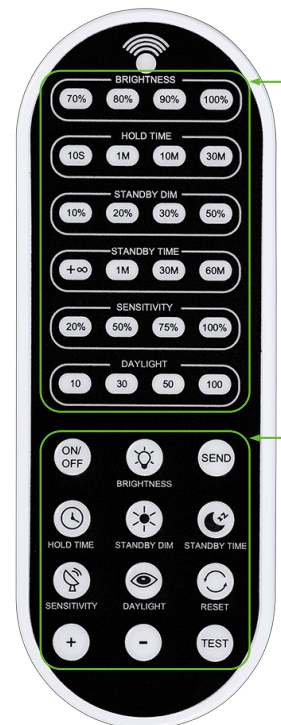 BRIGHTNESS
70% 80% 90% 100%
HOLD TIME
10S 1M 10M 30M
STANDBY DIM
10% 20% 30% 50%
STANDBY TIME
+∞ 1M 30M 60M
SENSITIVITY
20% 50% 75% 100%
DAYLIGHT
10 30 50 100
ON/
OFF
SEND
BRIGHTNESS
HOLD TIME STANDBY DIM STANDBY TIME
SENSITIVITY DAYLIGHT RESET
+ - TEST